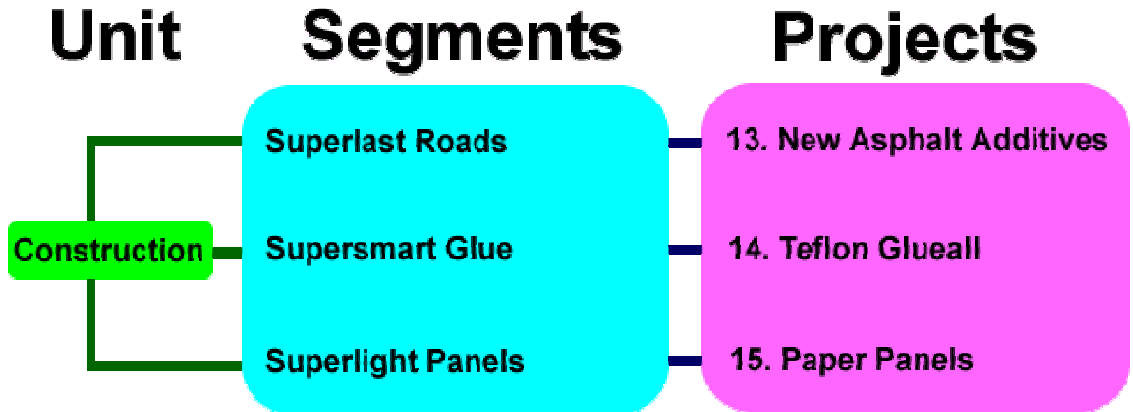 Unit Segments Projects
Superlast Roads 13. New Asphalt Additives
Construction Supersmart Glue 14. Teflon Glueall
Superlight Panels 15. Paper Panels